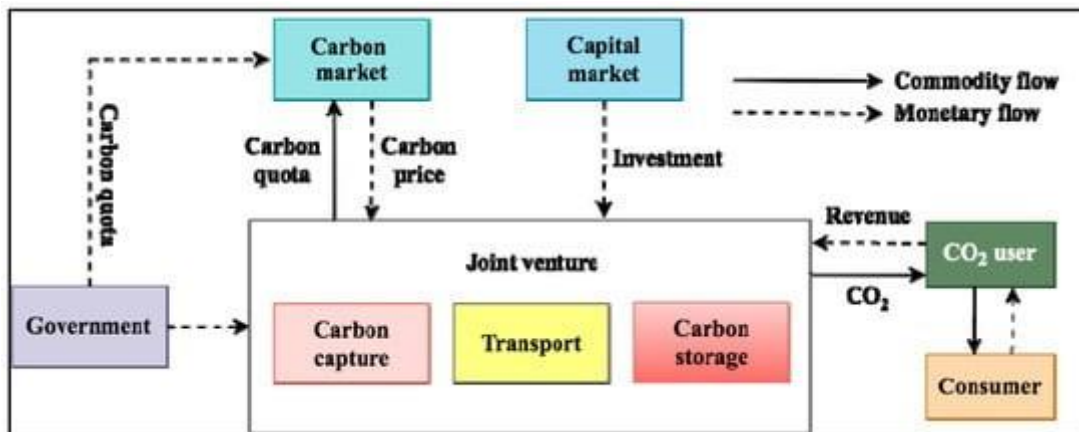 Carbon
market
Capital
market
Commodity flow
Monetary flow
Carbon quota
Carbon
quota
Carbon
price
Investment
Revenue
Joint venture
CO₂ user
CO₂
Government
Carbon
capture
Transport
Carbon
storage
Consumer